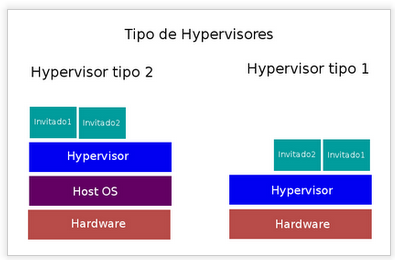 Tipo de Hypervisores
Hypervisor tipo 2
Invitado1
Invitado2
Hypervisor
Host OS
Hardware
Hypervisor tipo 1
Invitado2
Invitado1
Hypervisor
Hardware